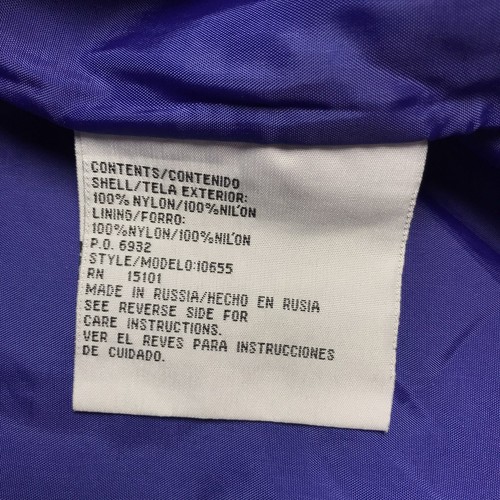 CONTENTS/CONTENIDO
SHELL/TELA EXTERIOR:
100% NYLON/100% NILON
LINING/FORRO:
100%NYLON/100%NILON
P.O. 6932
STYLE/MODELO:10655
RN 15101
MADE IN RUSSIA/HECHO EN RUSIA
SEE REVERSE SIDE FOR
CARE INSTRUCTIONS.
VER EL REVES PARA INSTRUCCIONES
DE CUIDADO.